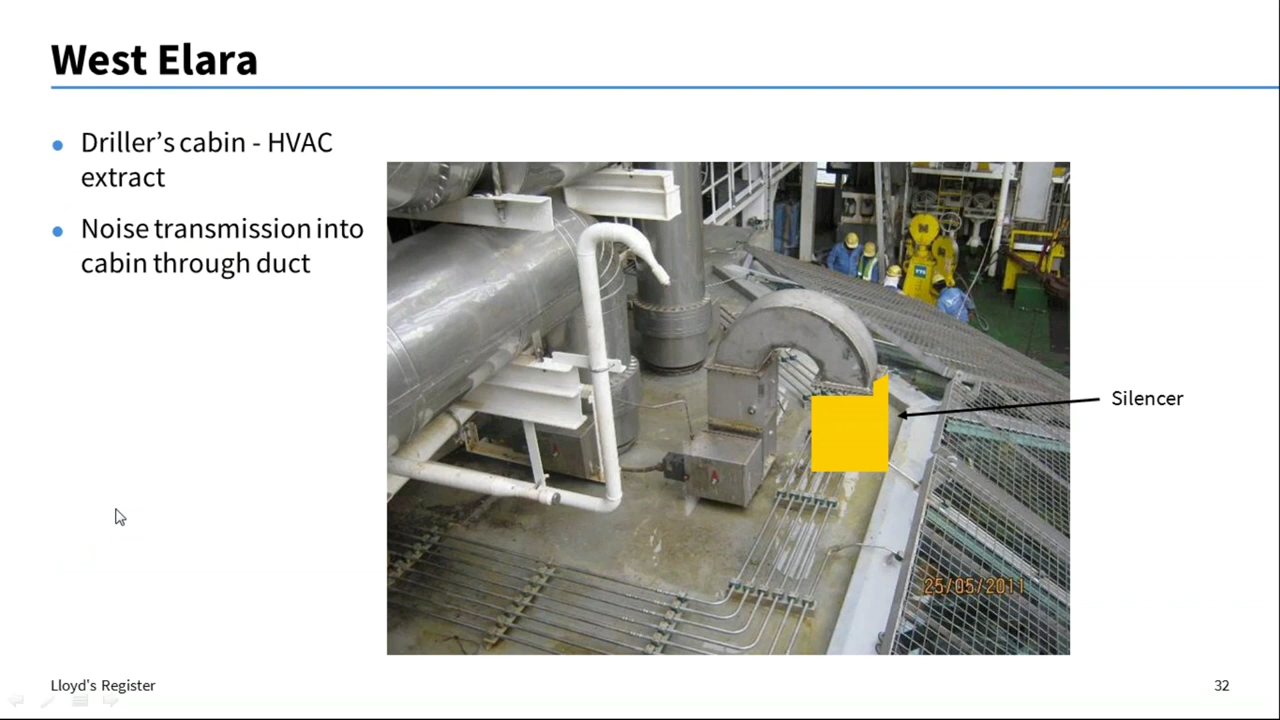 West Elara
Driller's cabin - HVAC
extract
Noise transmission into
cabin through duct
Silencer
25/05/2011
Lloyd's Register
32